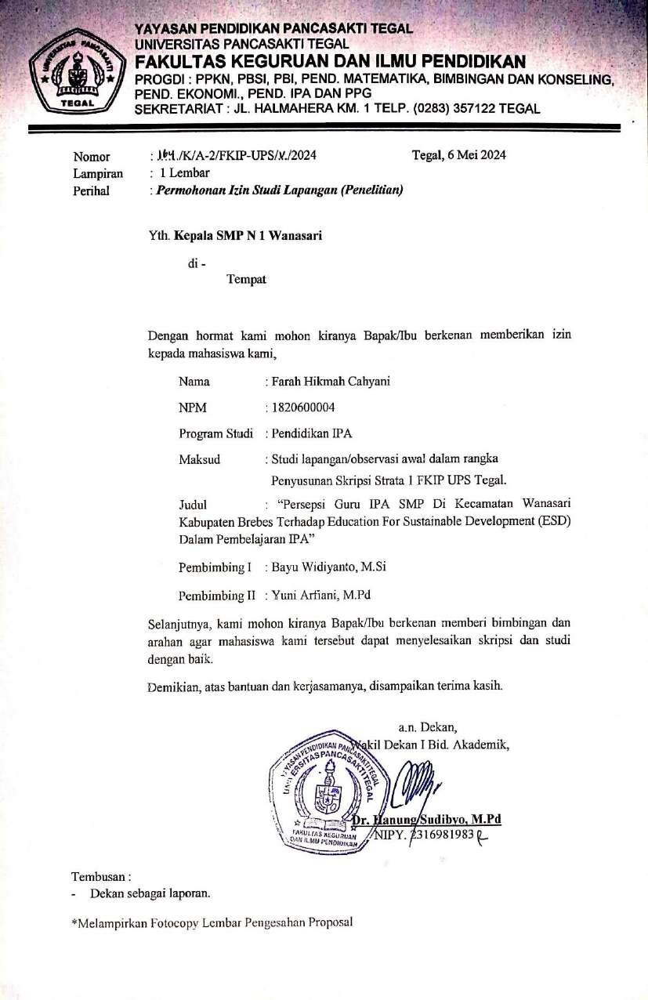 YAYASAN PENDIDIKAN PANCASAKTI TEGAL
UNIVERSITAS PANCASAKTI TEGAL
FAKULTAS KEGURUAN DAN ILMU PENDIDIKAN
PROGDI : PPKN, PBSI, PBI, PEND. MATEMATIKA, BIMBINGAN DAN KONSELING,
PEND. EKONOMI., PEND. IPA DAN PPG
SEKRETARIAT : JL. HALMAHERA KM. 1 TELP. (0283) 357122 TEGAL
UNIVERSITAS PANCASAKTI
TEGAL
Nomor : /K/A-2/FKIP-UPS/V./2024 Tegal, 6 Mei 2024
Lampiran : 1 Lembar
Perihal : Permohonan Izin Studi Lapangan (Penelitian)
Yth. Kepala SMP N 1 Wanasari
di -
Tempat
Dengan hormat kami mohon kiranya Bapak/Ibu berkenan memberikan izin
kepada mahasiswa kami,
Nama : Farah Hikmah Cahyani
NPM : 1820600004
Program Studi : Pendidikan IPA
Maksud : Studi lapangan/observasi awal dalam rangka
Penyusunan Skripsi Strata 1 FKIP UPS Tegal.
Judul : “Persepsi Guru IPA SMP Di Kecamatan Wanasari
Kabupaten Brebes Terhadap Education For Sustainable Development (ESD)
Dalam Pembelajaran IPA”
Pembimbing I : Bayu Widiyanto, M.Si
Pembimbing II : Yuni Arfiani, M.Pd
Selanjutnya, kami mohon kiranya Bapak/Ibu berkenan memberi bimbingan dan
arahan agar mahasiswa kami tersebut dapat menyelesaikan skripsi dan studi
dengan baik.
Demikian, atas bantuan dan kerjasamanya, disampaikan terima kasih.
a.n. Dekan,
Wakil Dekan I Bid. Akademik,
YAYASAN PENDIDIKAN PANCASAKTI TEGAL
UNIVERSITAS PANCASAKTI TEGAL
FAKULTAS KEGURUAN
DAN ILMU PENDIDIKAN
Dr. Hanung Sudibyo, M.Pd
NIPY. 2316981983
Tembusan :
- Dekan sebagai laporan.
*Melampirkan Fotocopy Lembar Pengesahan Proposal